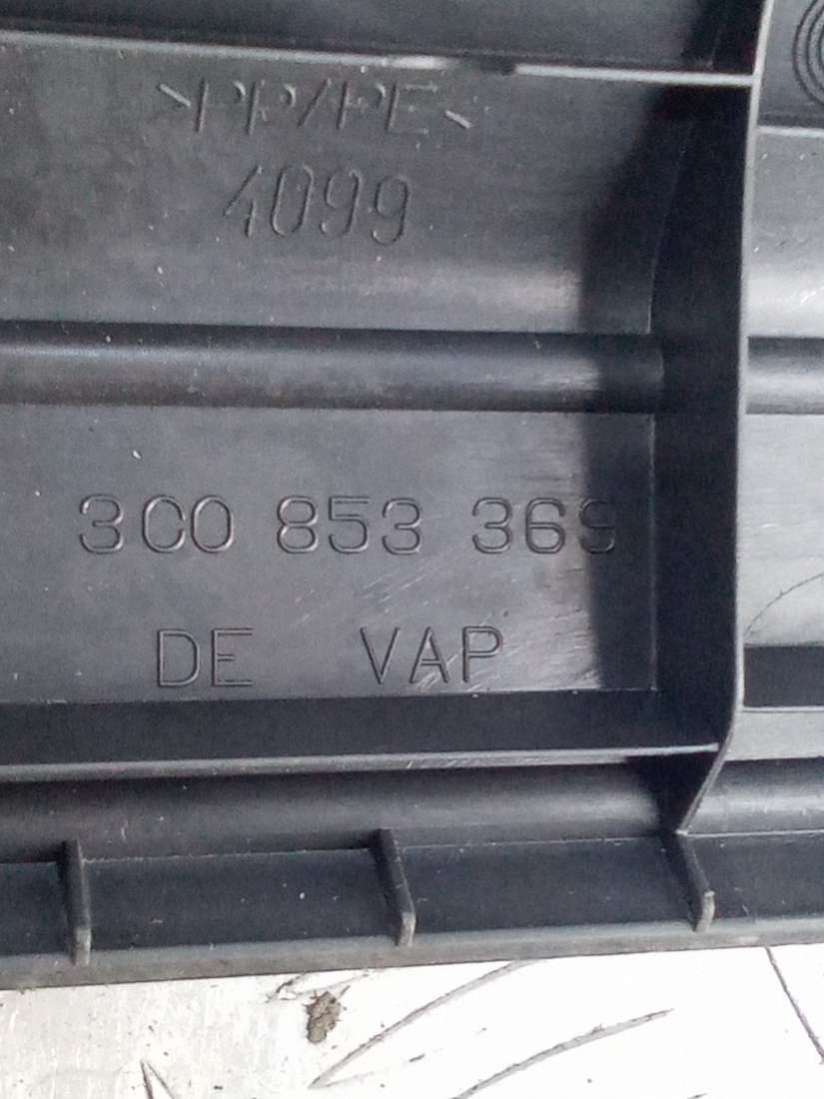 >PP/PE<
4099
3C0 853 369
DE VAP